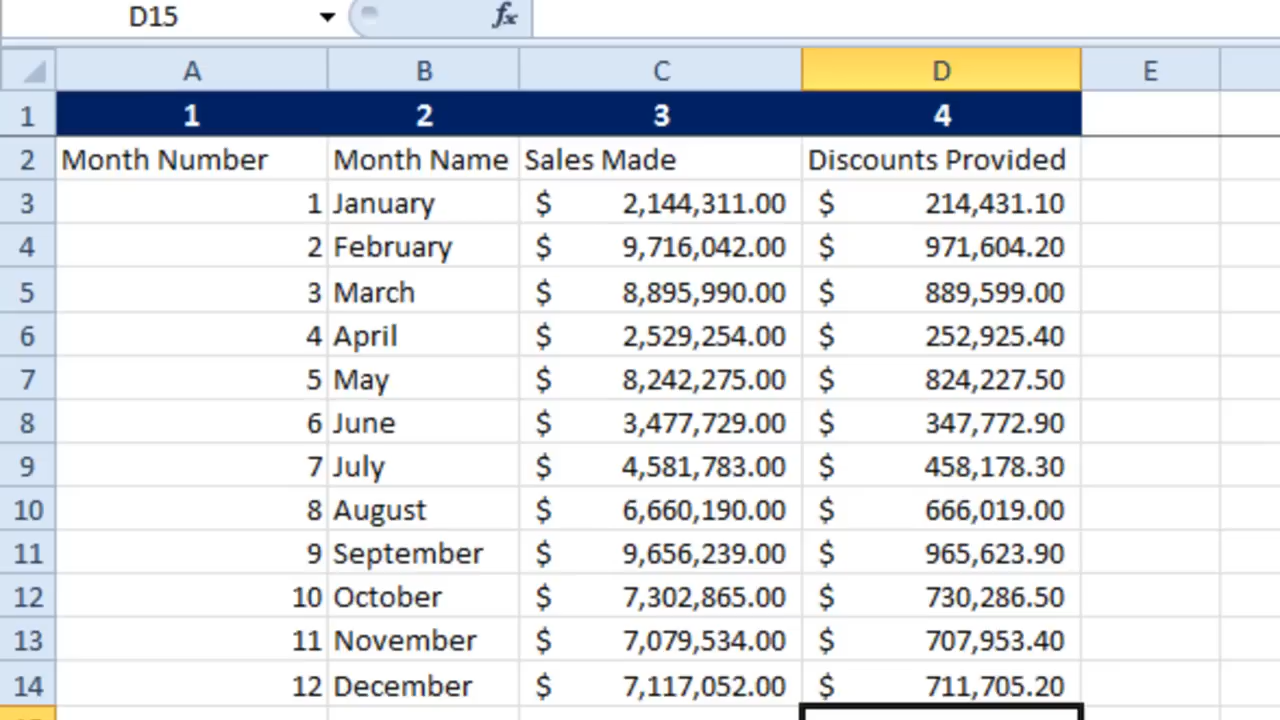 D15 fx
A B C D E
1 1 2 3 4
2 Month Number Month Name Sales Made Discounts Provided
3 1 January $ 2,144,311.00 $ 214,431.10
4 2 February $ 9,716,042.00 $ 971,604.20
5 3 March $ 8,895,990.00 $ 889,599.00
6 4 April $ 2,529,254.00 $ 252,925.40
7 5 May $ 8,242,275.00 $ 824,227.50
8 6 June $ 3,477,729.00 $ 347,772.90
9 7 July $ 4,581,783.00 $ 458,178.30
10 8 August $ 6,660,190.00 $ 666,019.00
11 9 September $ 9,656,239.00 $ 965,623.90
12 10 October $ 7,302,865.00 $ 730,286.50
13 11 November $ 7,079,534.00 $ 707,953.40
14 12 December $ 7,117,052.00 $ 711,705.20